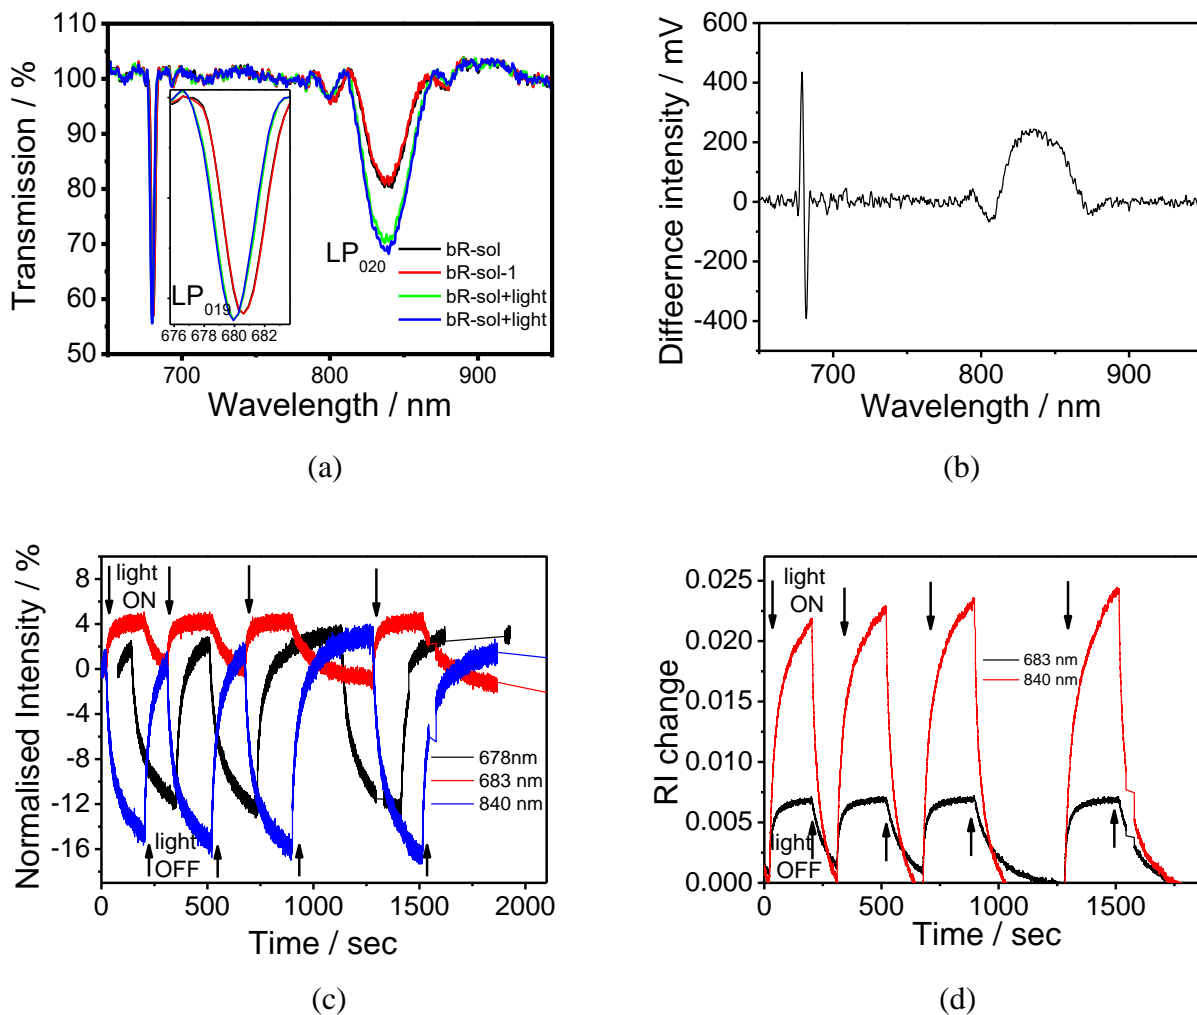 110
100
90
80
70
60
50
Transmission / %
700
800
900
Wavelength / nm
LP019
676 678 680 682
LP020
bR-sol
bR-sol-1
bR-sol+light
bR-sol+light
(a)
600
400
200
0
-200
-400
Diffeernce intensity / mV
700
800
900
Wavelength / nm
(b)
8
4
0
-4
-8
-12
-16
Normalised Intensity / %
light
ON
678nm
683 nm
840 nm
light
OFF
0
500
1000
1500
2000
Time / sec
(c)
0.025
0.020
0.015
0.010
0.005
0.000
RI change
light
ON
683 nm
840 nm
light
OFF
0
500
1000
1500
Time / sec
(d)